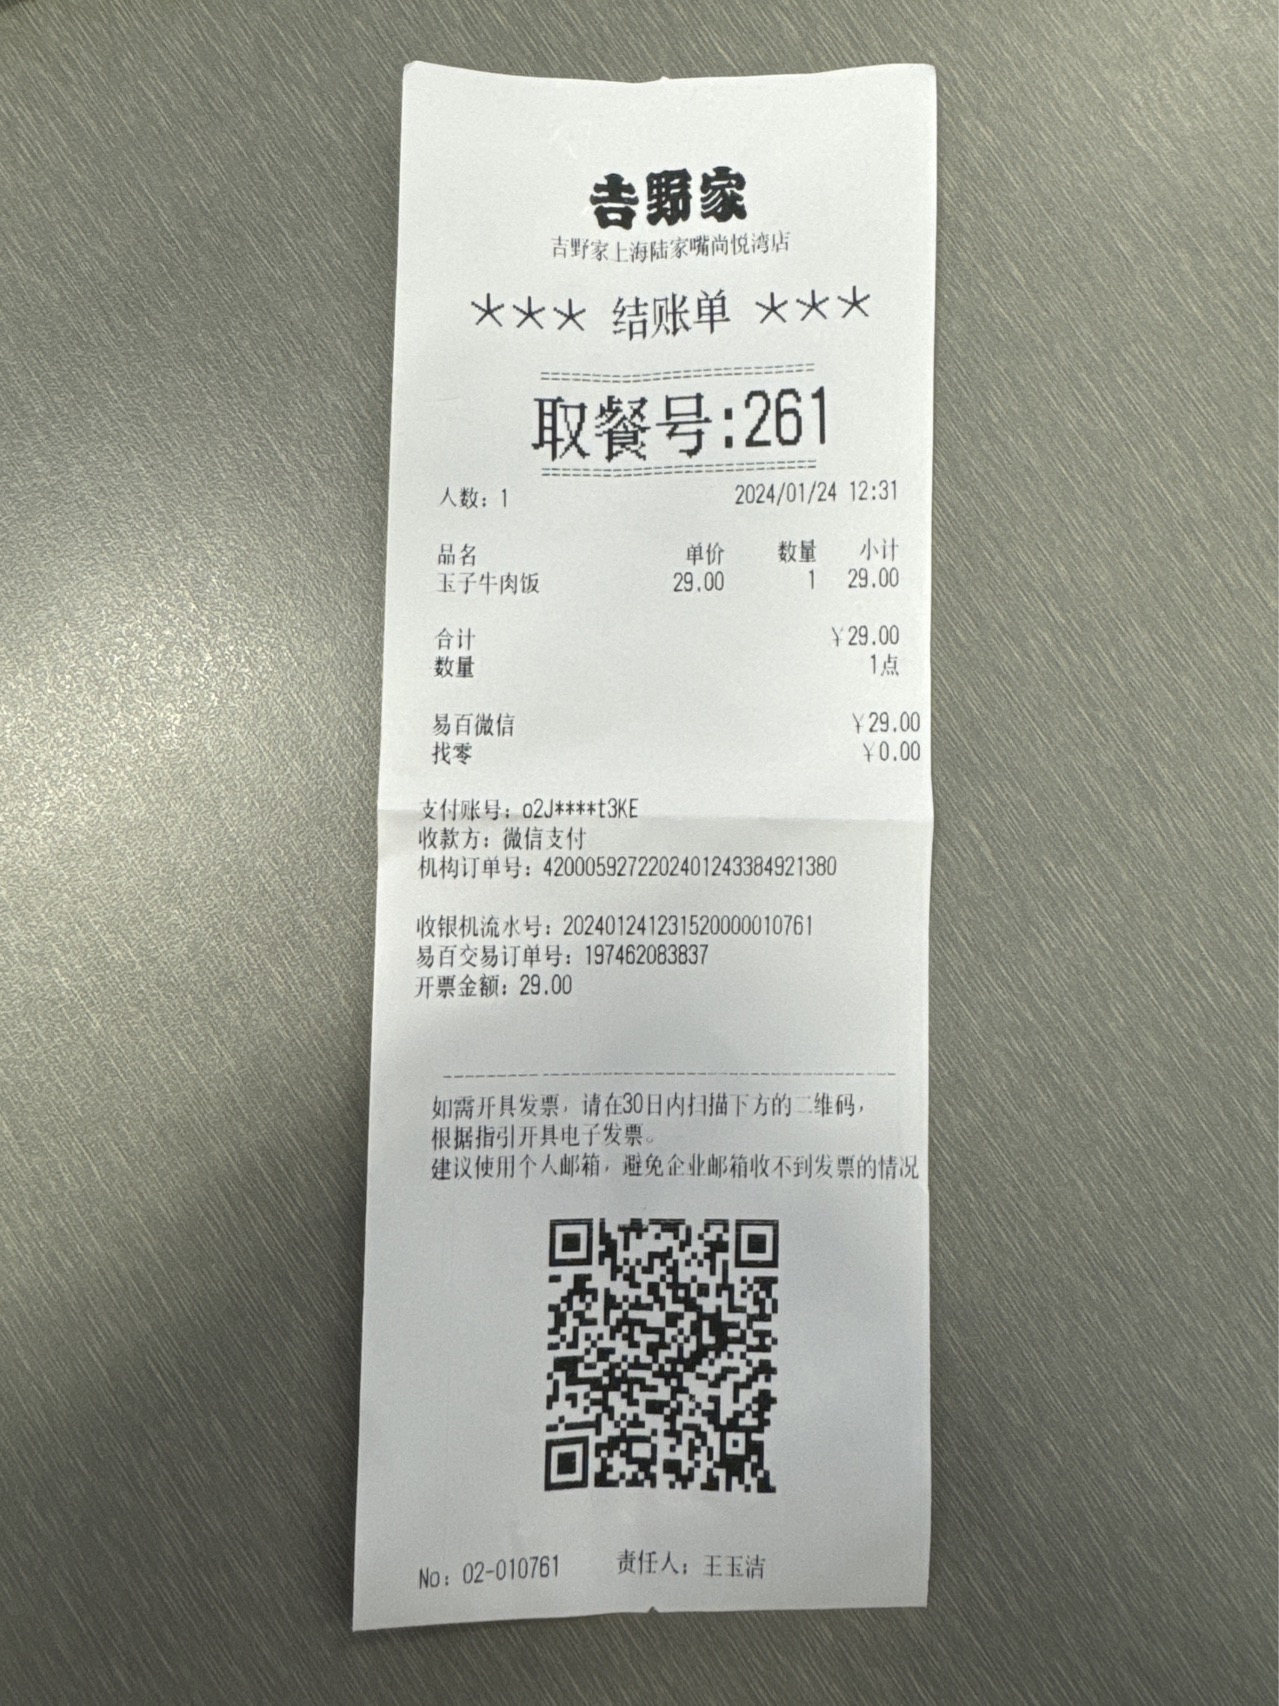 吉野家
吉野家上海陆家嘴尚悦湾店
*** 结账单 ***
取餐号:261
人数：1 2024/01/24 12:31
品名 单价 数量 小计
玉子牛肉饭 29.00 1 29.00
合计 ￥29.00
数量 1点
易百微信 ￥29.00
找零 ￥0.00
支付账号：o2J****t3KE
收款方：微信支付
机构订单号：4200059272202401243384921380
收银机流水号：202401241231520000010761
易百交易订单号：197462083837
开票金额：29.00
如需开具发票，请在30日内扫描下方的二维码，
根据指引开具电子发票。
建议使用个人邮箱，避免企业邮箱收不到发票的情况
No：02-010761 责任人：王玉洁